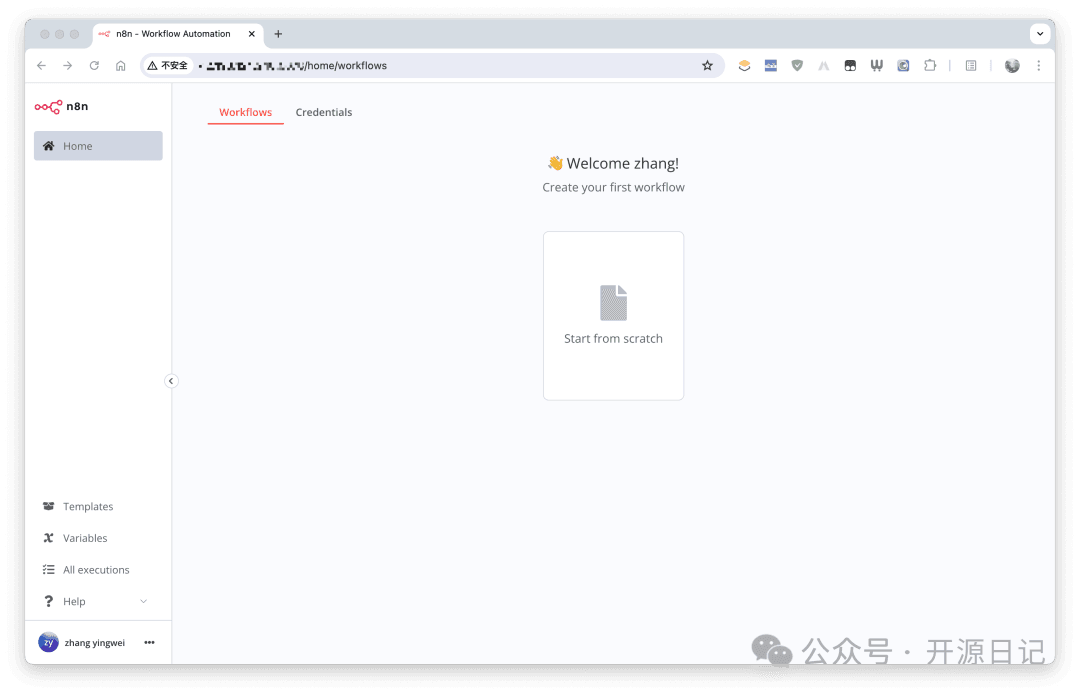 n8n - Workflow Automation
不安全
/home/workflows
n8n
Workflows
Credentials
Home
👋 Welcome zhang!
Create your first workflow
Start from scratch
Templates
Variables
All executions
Help
zy
zhang yingwei
公众号 · 开源日记